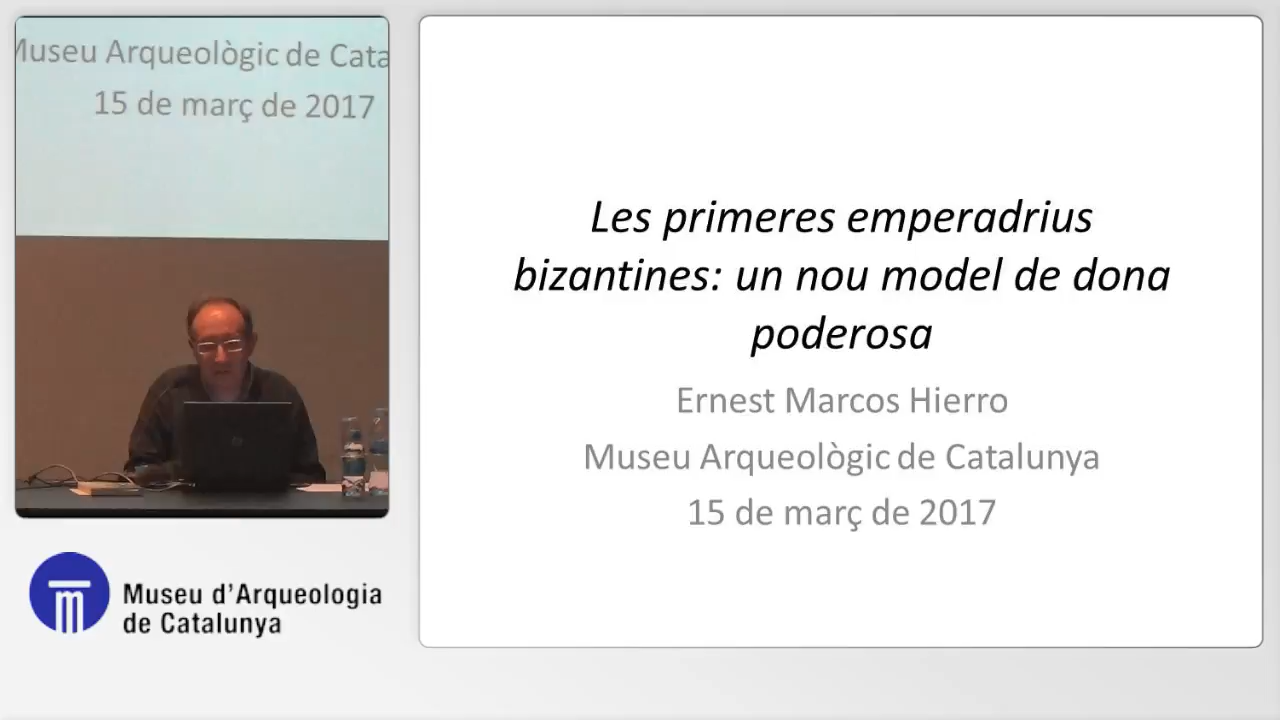 Museu Arqueològic de Cata
15 de març de 2017
Museu d'Arqueologia
de Catalunya
Les primeres emperadrius
bizantines: un nou model de dona
poderosa
Ernest Marcos Hierro
Museu Arqueològic de Catalunya
15 de març de 2017